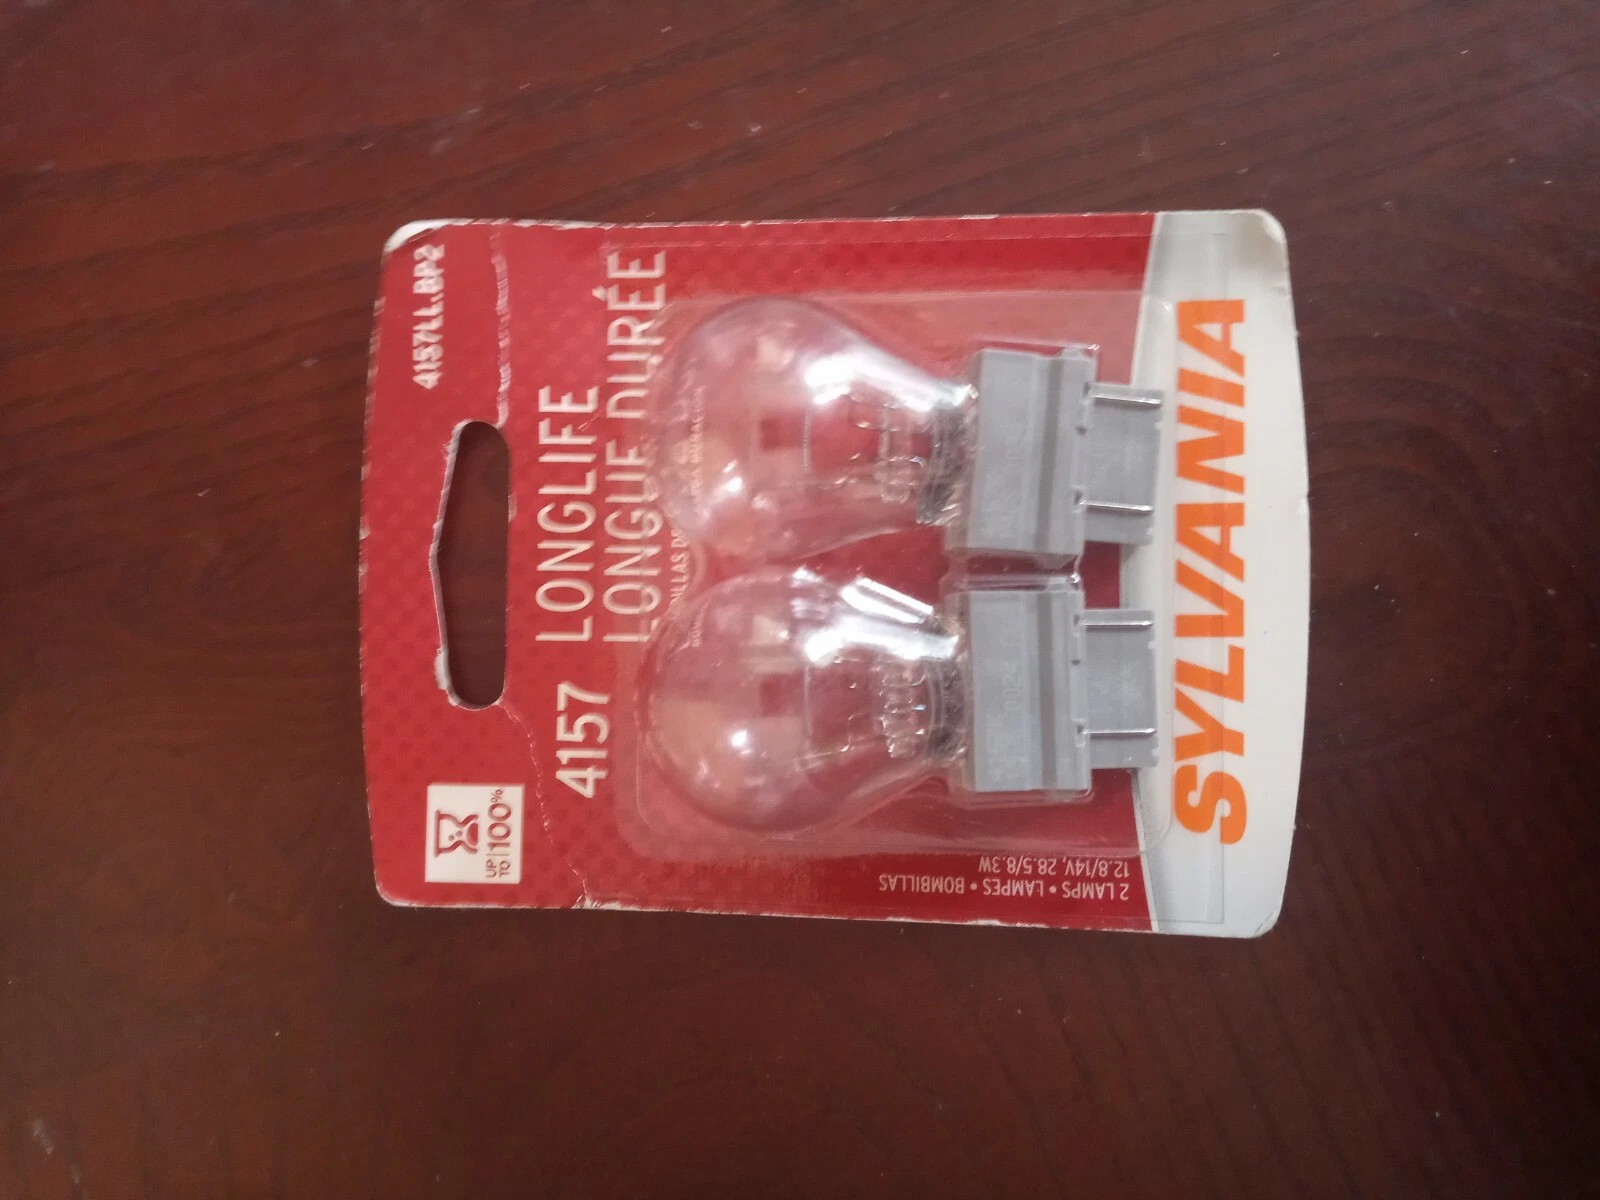 4157LL.BP2
UP TO 100%
4157 LONGLIFE
LONGUE DURÉE
2 LAMPS • LAMPES • BOMBILLAS
12.8/14V, 28.5/8.3W
SYLVANIA